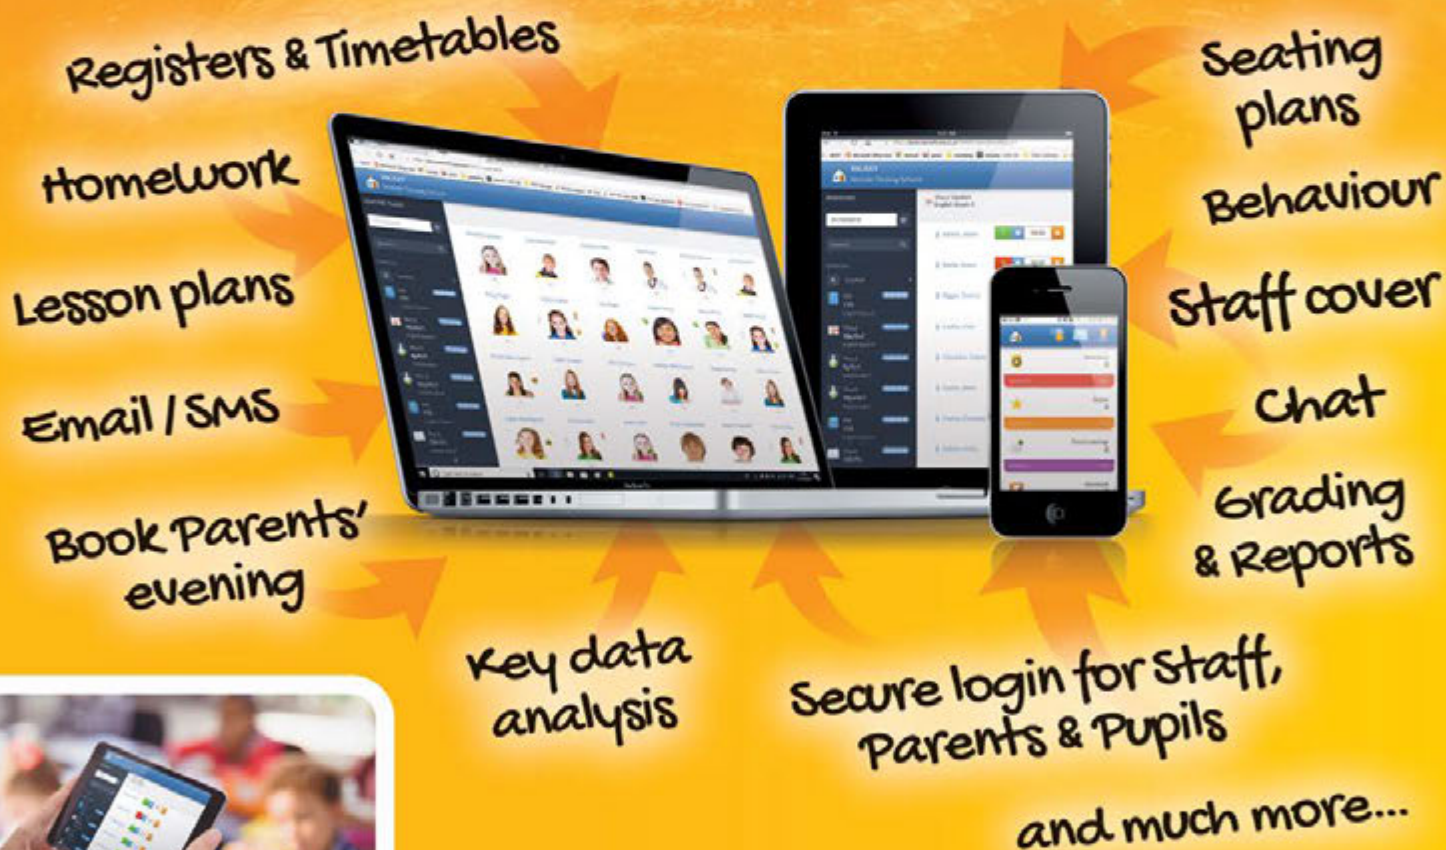 Registers & Timetables
Homework
Lesson plans
Email / SMS
Book Parents'
evening
Key data
analysis
Secure login for Staff,
Parents & Pupils
Seating
plans
Behaviour
Staff cover
Chat
Grading
& Reports
and much more...